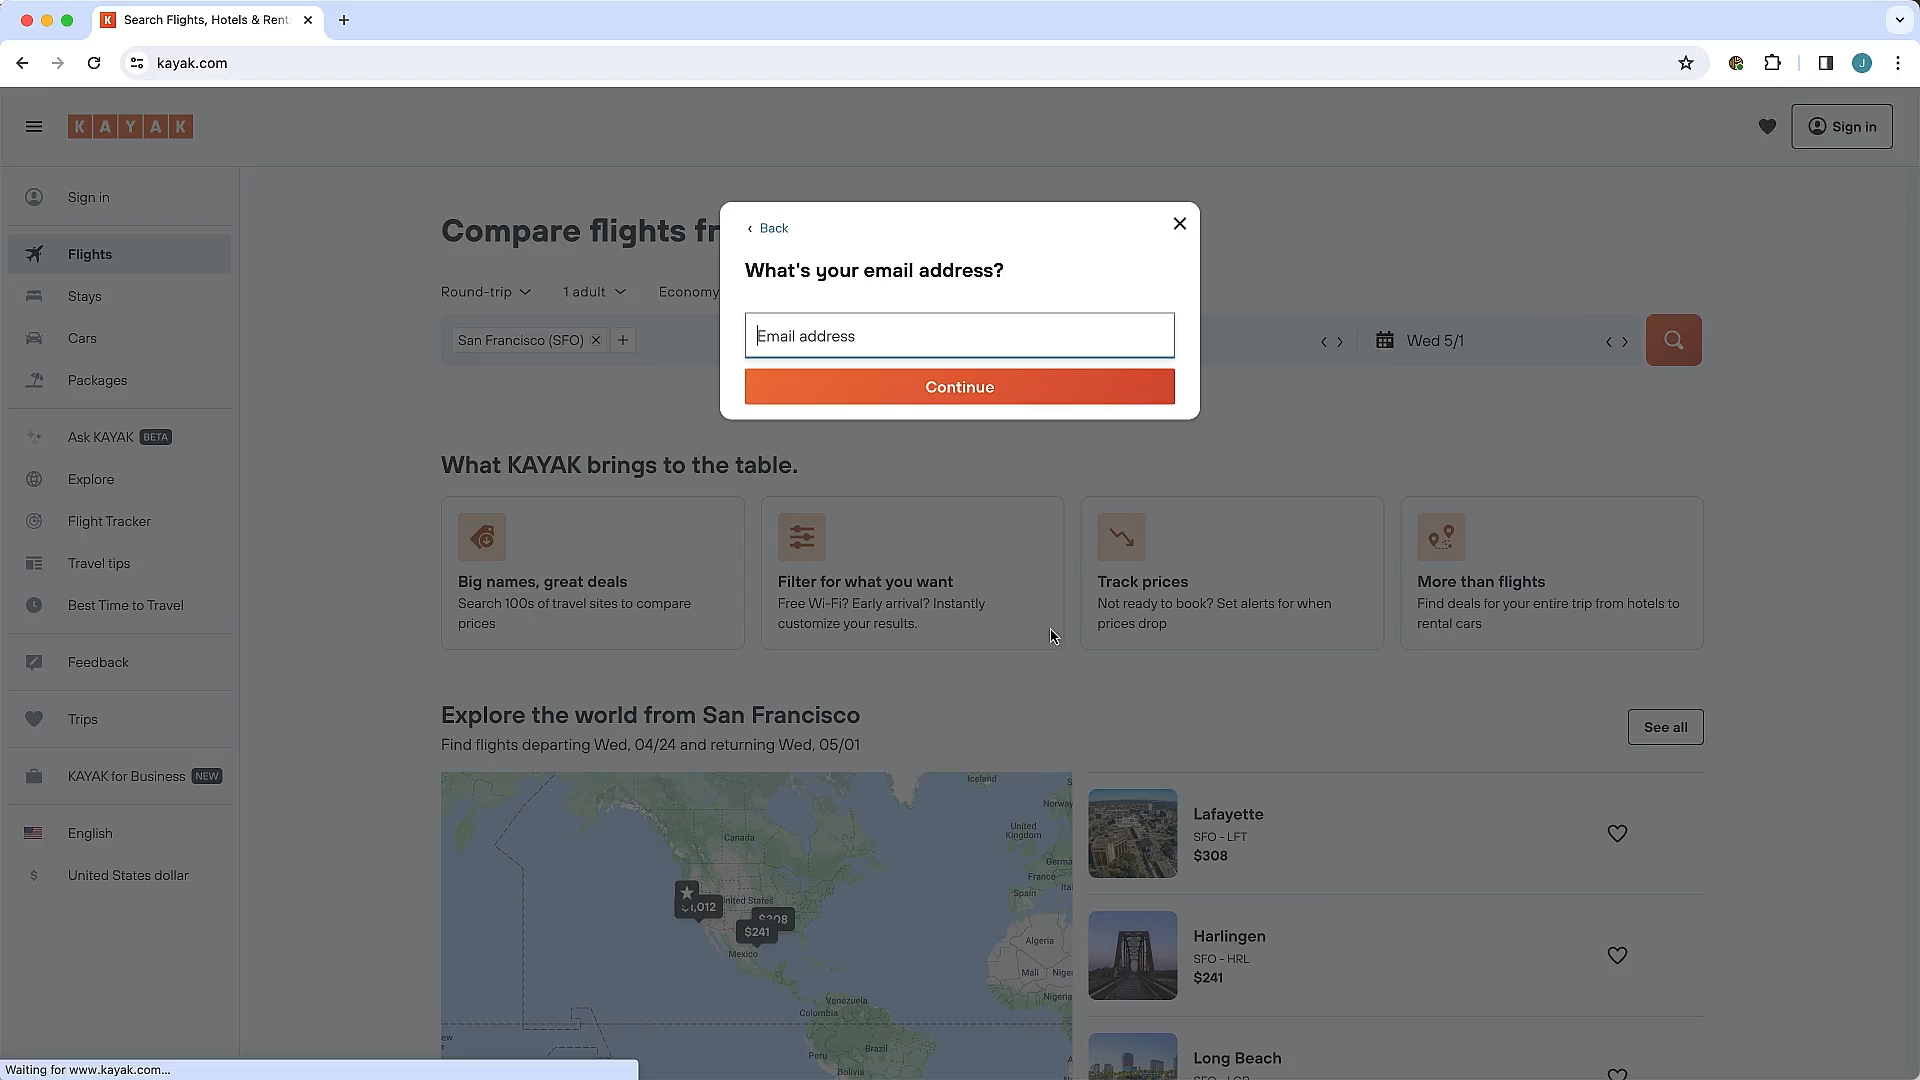 Search Flights, Hotels & Rent
kayak.com
J
KAYAK
Sign in
Sign in
Flights
Stays
Cars
Packages
Ask KAYAK BETA
Explore
Flight Tracker
Travel tips
Best Time to Travel
Feedback
Trips
KAYAK for Business NEW
English
$ United States dollar
Compare flights fr
Round-trip
1 adult
Economy
San Francisco (SFO)
Wed 5/1
Back
What's your email address?
Email address
Continue
What KAYAK brings to the table.
Big names, great deals
Search 100s of travel sites to compare
prices
Filter for what you want
Free Wi-Fi? Early arrival? Instantly
customize your results.
Track prices
Not ready to book? Set alerts for when
prices drop
More than flights
Find deals for your entire trip from hotels to
rental cars
Explore the world from San Francisco
Find flights departing Wed, 04/24 and returning Wed, 05/01
See all
Iceland
Norway
Canada
United
Kingdom
Germa
France
Ita
Spain
United States
,012
$308
$241
Mexico
Algeria
Mali
Niger
Nigeria
Venezuela
Colombia
Peru
Brazil
Bolivia
Lafayette
SFO - LFT
$308
Harlingen
SFO - HRL
$241
Long Beach
Waiting for www.kayak.com...